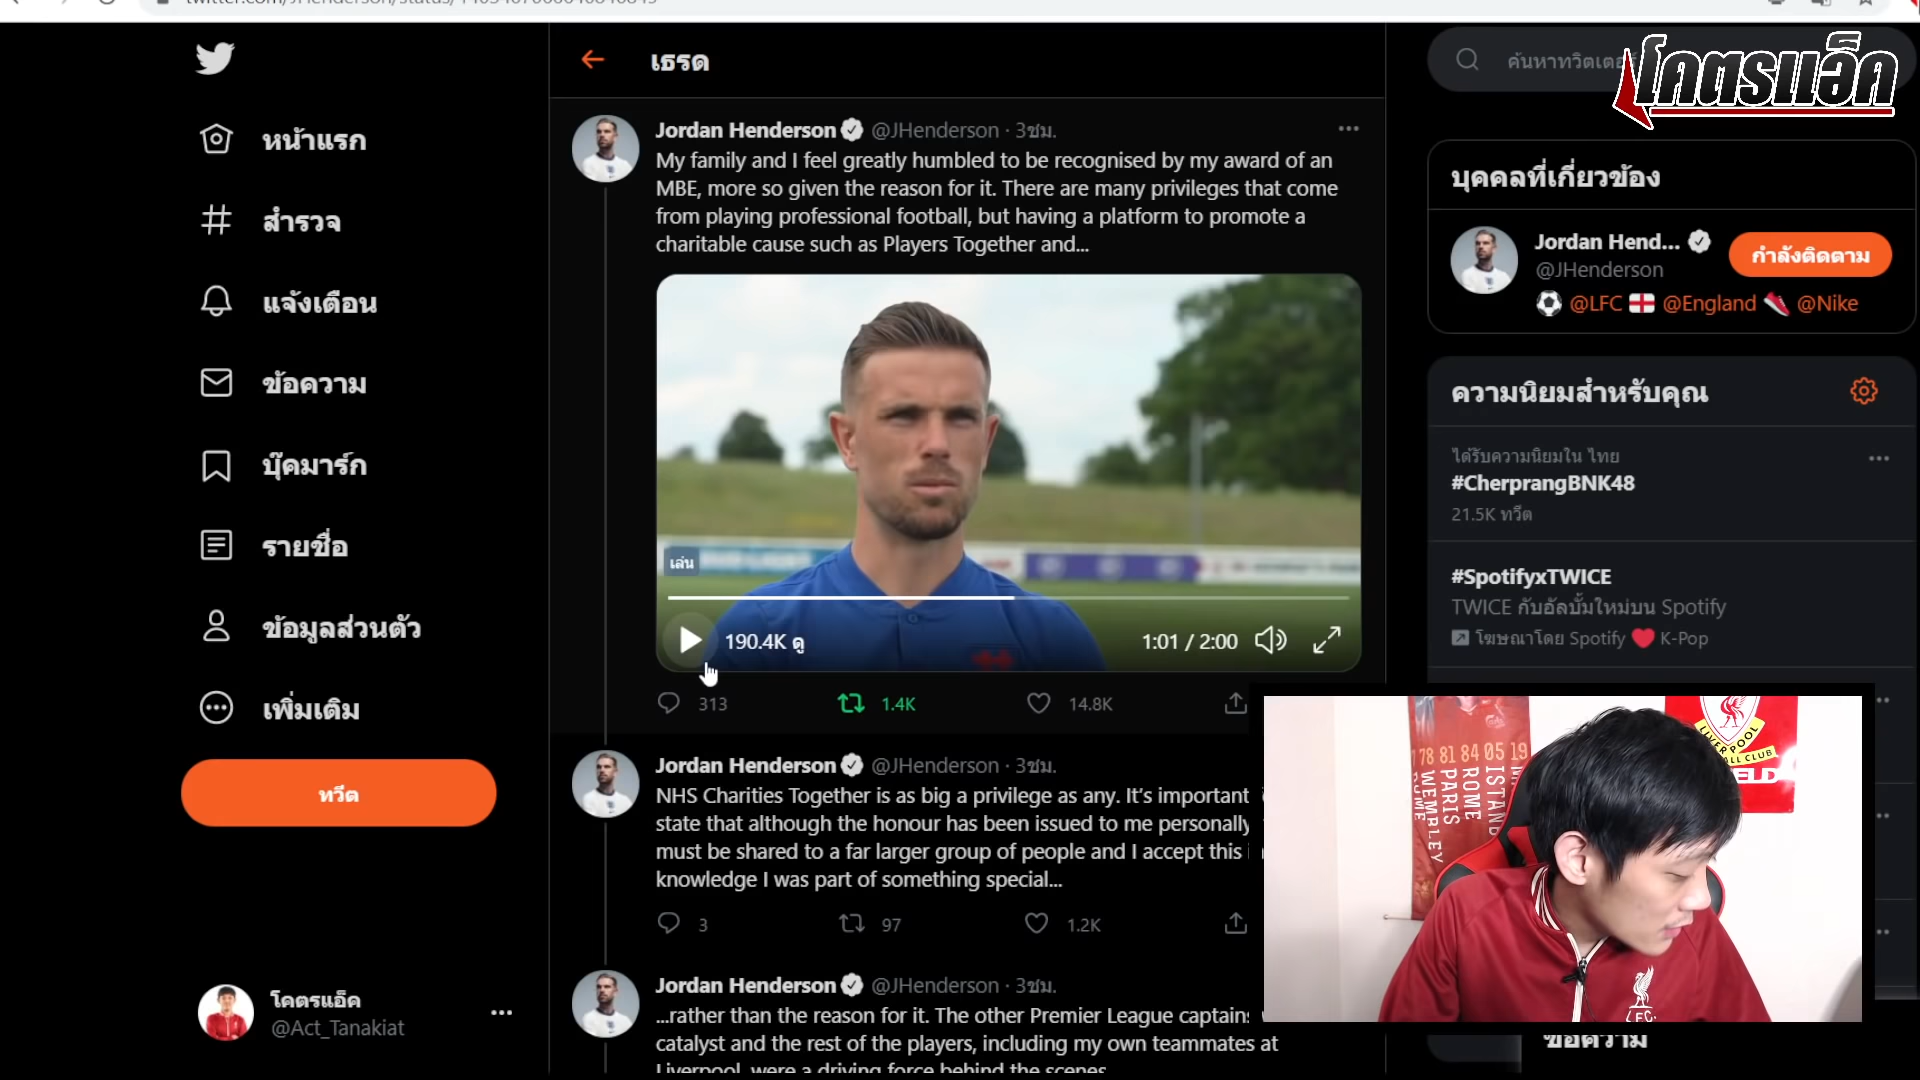 เธรด
ค้นหาทวิตเตอร์
โคตรแอ็ค
หน้าแรก
สำรวจ
แจ้งเตือน
ข้อความ
บุ๊คมาร์ก
รายชื่อ
ข้อมูลส่วนตัว
เพิ่มเติม
ทวีต
โคตรแอ็ค
@Act_Tanakiat
Jordan Henderson @JHenderson · 3ชม.
My family and I feel greatly humbled to be recognised by my award of an
MBE, more so given the reason for it. There are many privileges that come
from playing professional football, but having a platform to promote a
charitable cause such as Players Together and...
เล่น
190.4K ดู
1:01 / 2:00
313
1.4K
14.8K
Jordan Henderson @JHenderson · 3ชม.
NHS Charities Together is as big a privilege as any. It's important
state that although the honour has been issued to me personally
must be shared to a far larger group of people and I accept this
knowledge I was part of something special...
3
97
1.2K
Jordan Henderson @JHenderson · 3ชม.
...rather than the reason for it. The other Premier League captains
catalyst and the rest of the players, including my own teammates at
Liverpool, were a driving force behind the scenes
บุคคลที่เกี่ยวข้อง
Jordan Hend...
@JHenderson
กำลังติดตาม
@LFC @England @Nike
ความนิยมสำหรับคุณ
ได้รับความนิยมใน ไทย
#CherprangBNK48
21.5K ทวีต
#SpotifyxTWICE
TWICE กับอัลบั้มใหม่บน Spotify
โฆษณาโดย Spotify K-Pop
78 81 84 05 19
WEMBLEY
ROME
PARIS
ROME
LIVERPOOL
ข้อความ